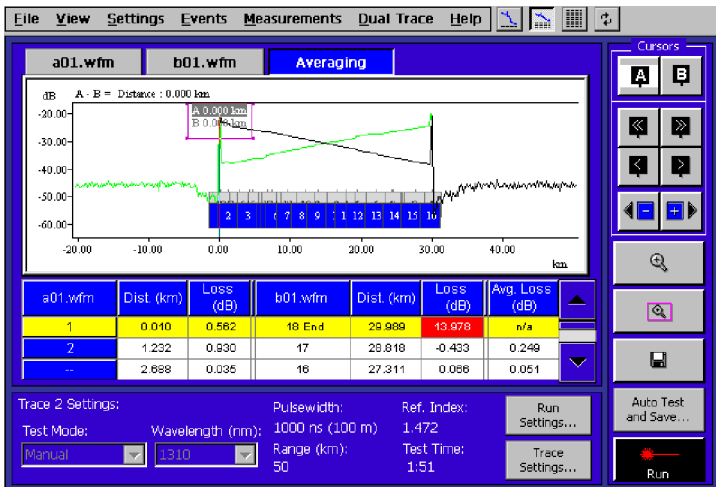 File View Settings Events Measurements Dual Trace Help
a01.wfm b01.wfm Averaging
dB A - B = Distance : 0.000 km
A 0.000 km
B 0.000 km
-20.00
-30.00
-40.00
-50.00
-60.00
2 3 6 7 8 9 11 12 13 14 15 16
-20.00 -10.00 0.00 10.00 20.00 30.00 40.00
km
a01.wfm Dist. (km) Loss (dB) b01.wfm Dist. (km) Loss (dB) Avg. Loss (dB)
1 0.010 0.562 18 End 29.989 13.978 n/a
2 1.232 0.930 17 28.818 -0.433 0.249
-- 2.688 0.035 16 27.311 0.066 0.051
Trace 2 Settings:
Test Mode:
Manual
Wavelength (nm):
1310
Pulsewidth:
1000 ns (100 m)
Range (km):
50
Ref. Index:
1.472
Test Time:
1:51
Run
Settings...
Trace
Settings...
Cursors
A B
Auto Test
and Save...
Run